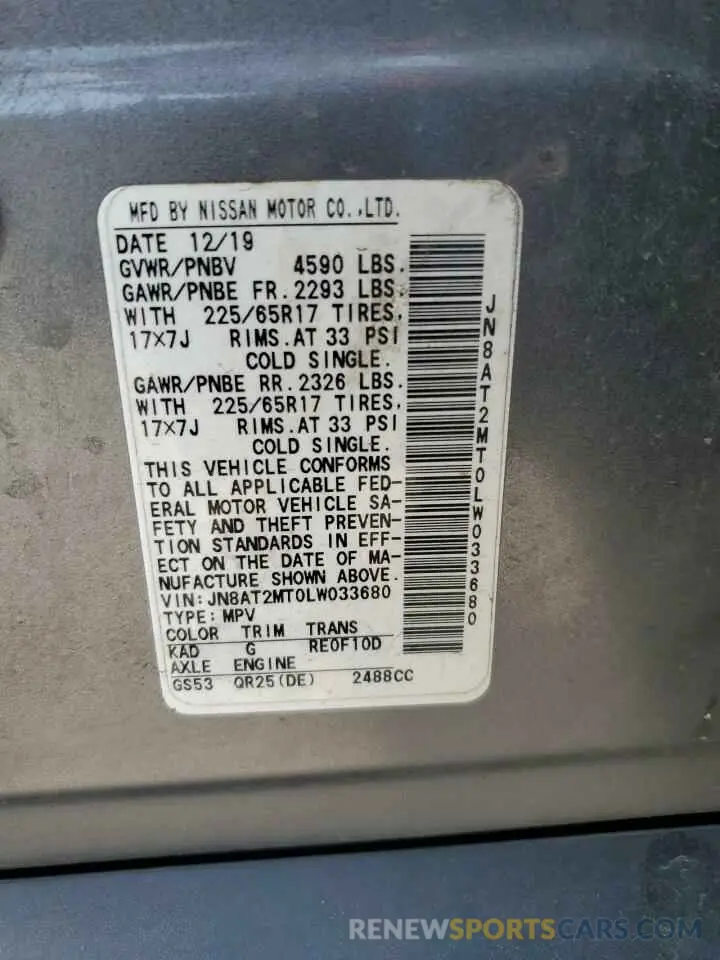 MFD BY NISSAN MOTOR CO.,LTD.
DATE 12/19
GVWR/PNBV 4590 LBS.
GAWR/PNBE FR. 2293 LBS.
WITH 225/65R17 TIRES,
17×7J RIMS. AT 33 PSI
COLD SINGLE.
GAWR/PNBE RR. 2326 LBS.
WITH 225/65R17 TIRES,
17×7J RIMS. AT 33 PSI
COLD SINGLE.
THIS VEHICLE CONFORMS
TO ALL APPLICABLE FED-
ERAL MOTOR VEHICLE SA-
FETY AND THEFT PREVEN-
TION STANDARDS IN EFF-
ECT ON THE DATE OF MA-
NUFACTURE SHOWN ABOVE.
VIN: JN8AT2MT0LW033680
TYPE: MPV
COLOR TRIM TRANS
KAD G RE0F10D
AXLE ENGINE
GS53 QR25(DE) 2488CC
JN8AT2MT0LW033680
RENEWSPORTSCARS.COM